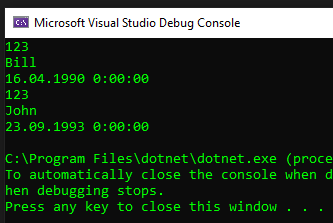 Microsoft Visual Studio Debug Console
123
Bill
16.04.1990 0:00:00
123
John
23.09.1993 0:00:00
C:\Program Files\dotnet\dotnet.exe (proce
To automatically close the console when d
hen debugging stops.
Press any key to close this window . . .